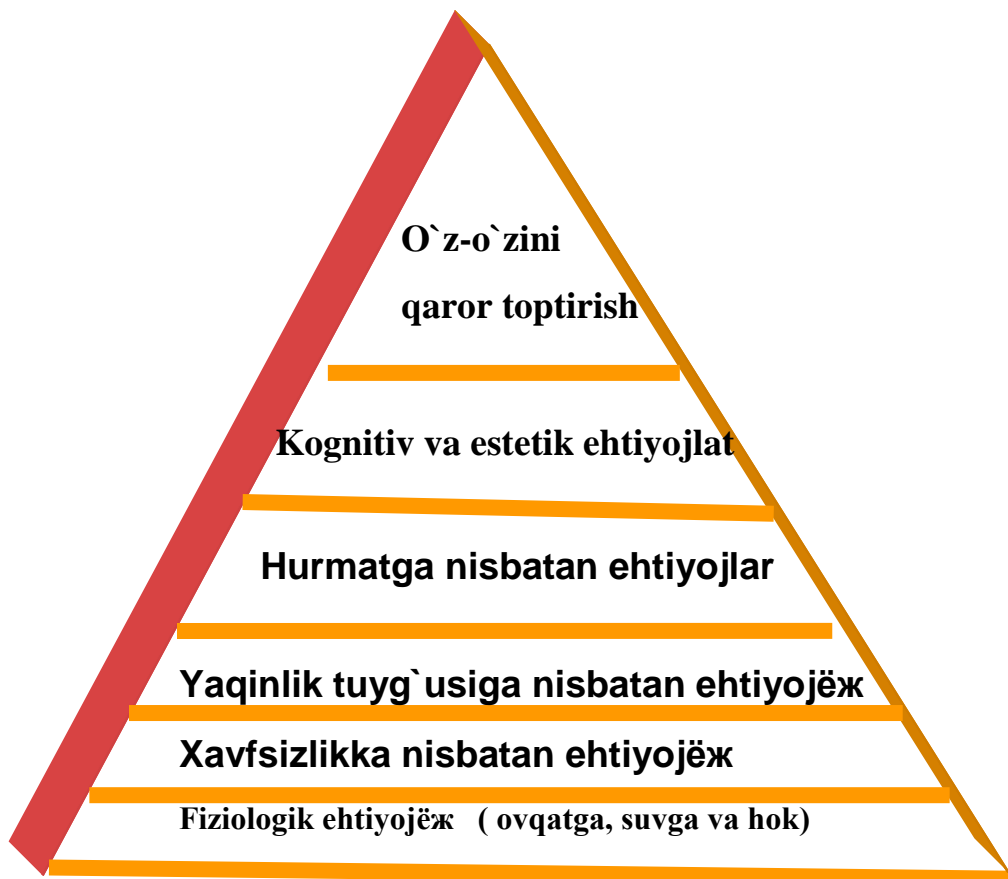 O`z-o`zini
qaror toptirish
Kognitiv va estetik ehtiyojlat
Hurmatga nisbatan ehtiyojlar
Yaqinlik tuyg`usiga nisbatan ehtiyojёж
Xavfsizlikka nisbatan ehtiyojёж
Fiziologik ehtiyojёж ( ovqatga, suvga va hok)